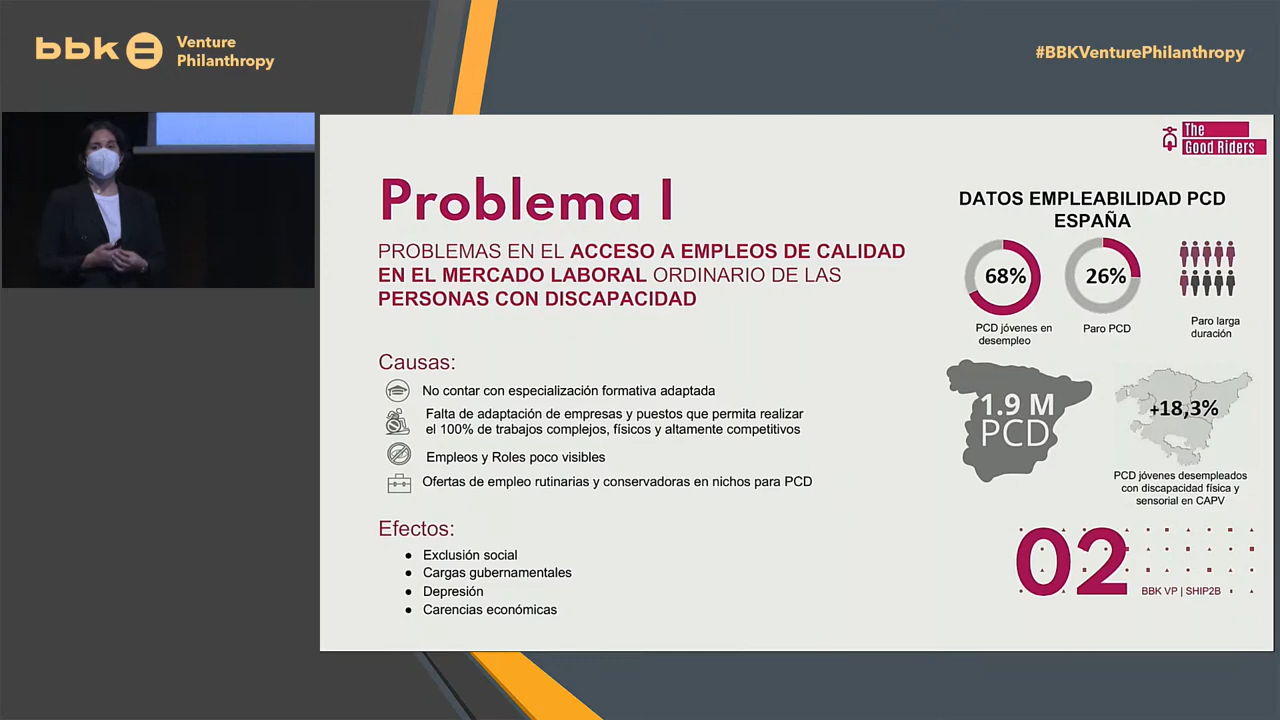 bbk
Venture
Philanthropy
#BBKVenturePhilanthropy
The
Good Riders
Problema I
PROBLEMAS EN EL ACCESO A EMPLEOS DE CALIDAD
EN EL MERCADO LABORAL ORDINARIO DE LAS
PERSONAS CON DISCAPACIDAD
Causas:
No contar con especialización formativa adaptada
Falta de adaptación de empresas y puestos que permita realizar
el 100% de trabajos complejos, físicos y altamente competitivos
Empleos y Roles poco visibles
Ofertas de empleo rutinarias y conservadoras en nichos para PCD
Efectos:
● Exclusión social
● Cargas gubernamentales
● Depresión
● Carencias económicas
DATOS EMPLEABILIDAD PCD
ESPAÑA
68%
PCD jóvenes en
desempleo
26%
Paro PCD
Paro larga
duración
1.9 M
PCD
+18,3%
PCD jóvenes desempleados
con discapacidad física y
sensorial en CAPV
02
BBK VP | SHIP2B